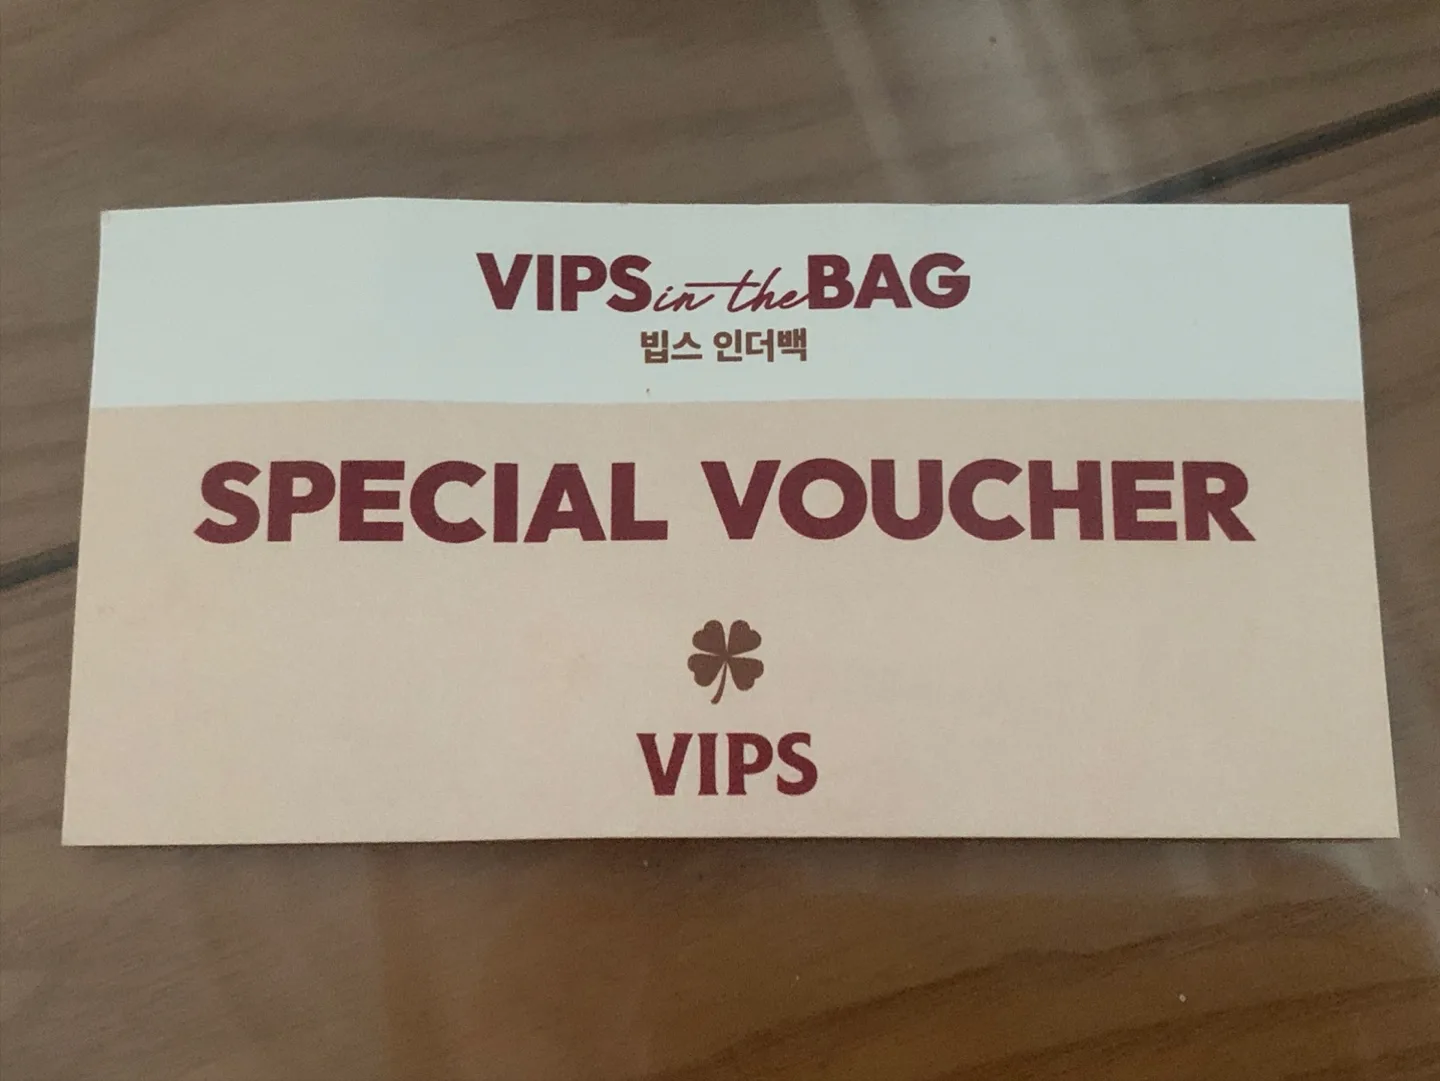 VIPS in the BAG
빕스 인더백
SPECIAL VOUCHER
VIPS